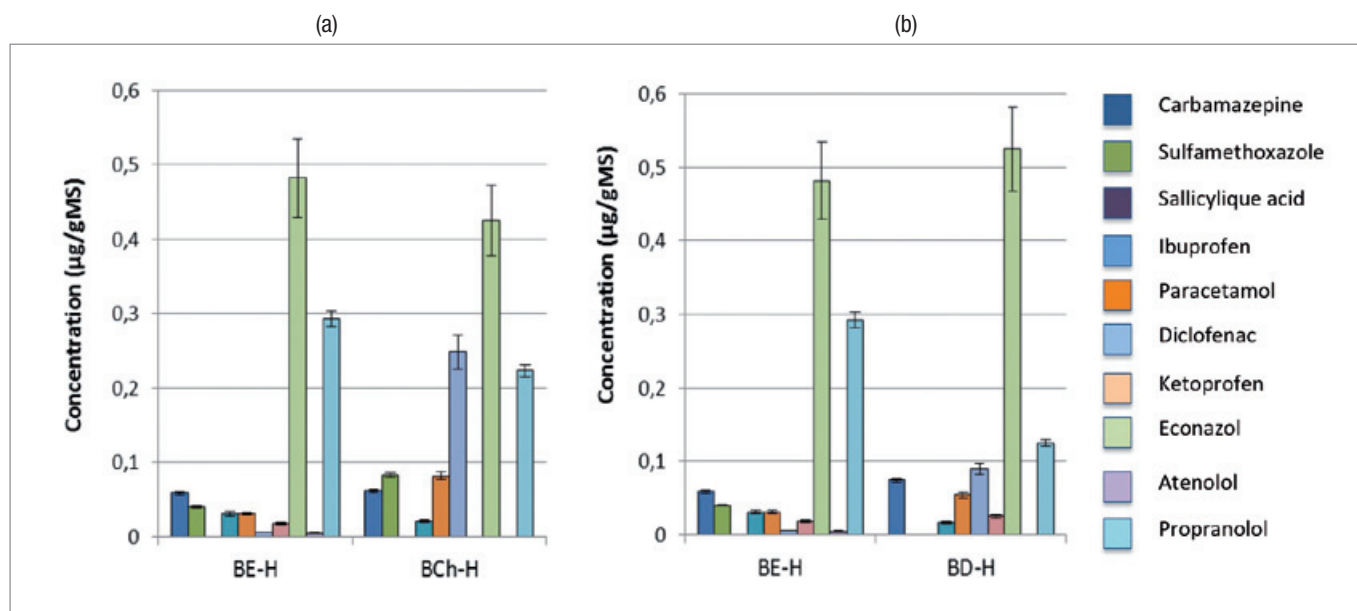 (a)
(b)
Concentration (µg/gMS)
0,6
0,5
0,4
0,3
0,2
0,1
0
BE-H
BCh-H
Concentration (µg/gMS)
0,6
0,5
0,4
0,3
0,2
0,1
0
BE-H
BD-H
Carbamazepine
Sulfamethoxazole
Sallicylique acid
Ibuprofen
Paracetamol
Diclofenac
Ketoprofen
Econazol
Atenolol
Propranolol